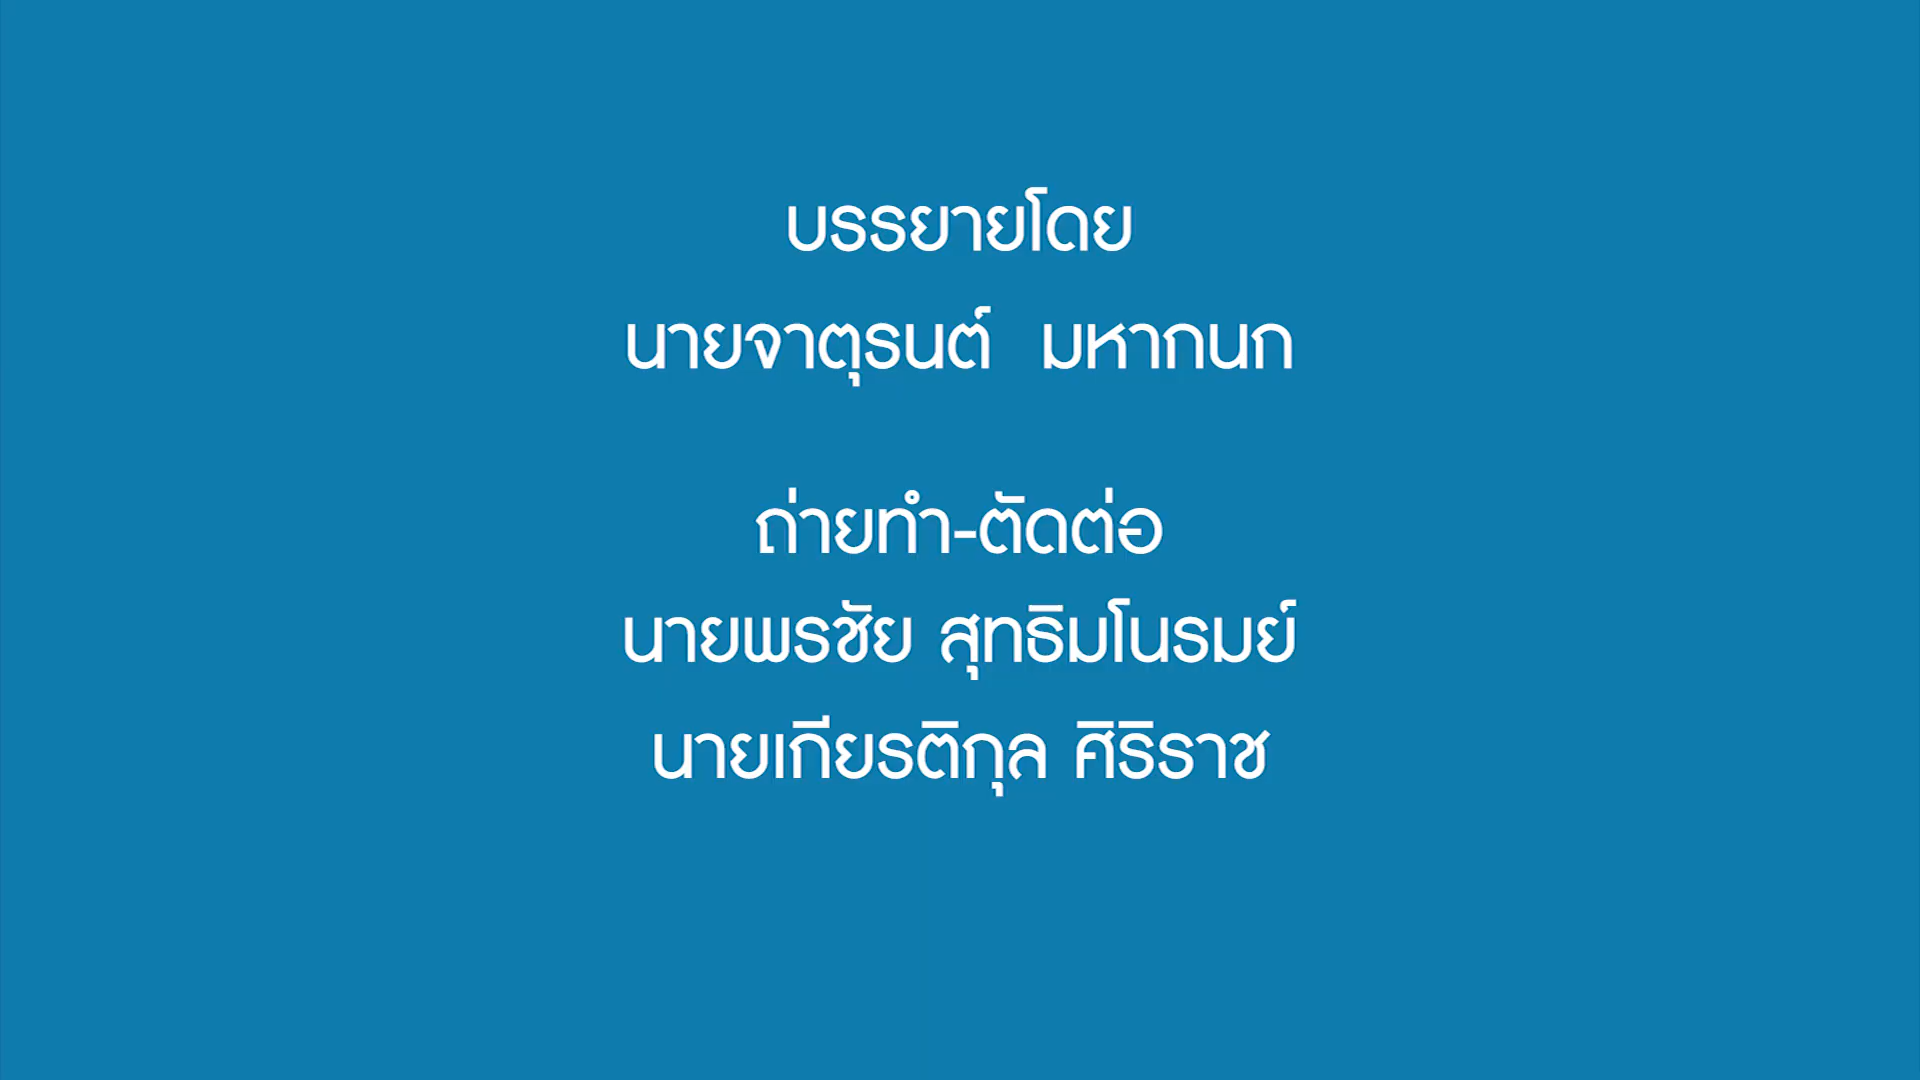 บรรยายโดย
นายจาตุรนต์  มหากนก
ถ่ายทำ-ตัดต่อ
นายพรชัย สุทธิมโนรมย์
นายเกียรติกุล ศิริราช